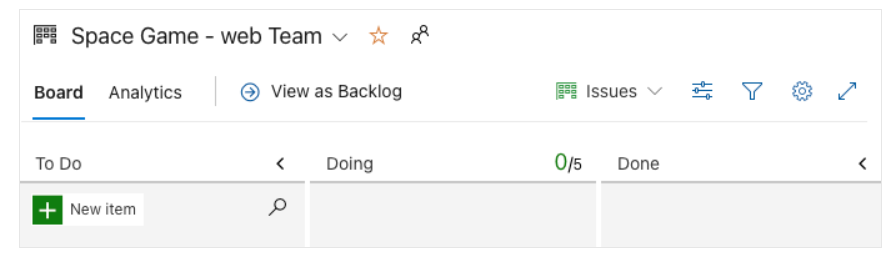 Space Game - web Team
Board Analytics View as Backlog Issues
To Do Doing 0/5 Done
New item